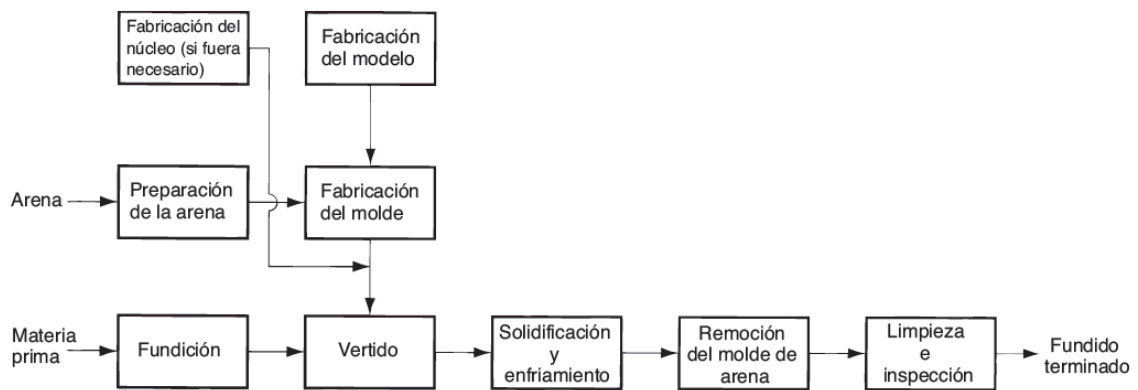 Fabricación del
núcleo (si fuera
necesario)
Fabricación
del modelo
Arena
Preparación
de la arena
Fabricación
del molde
Materia
prima
Fundición
Vertido
Solidificación
y
enfriamiento
Remoción
del molde de
arena
Limpieza
e
inspección
Fundido
terminado